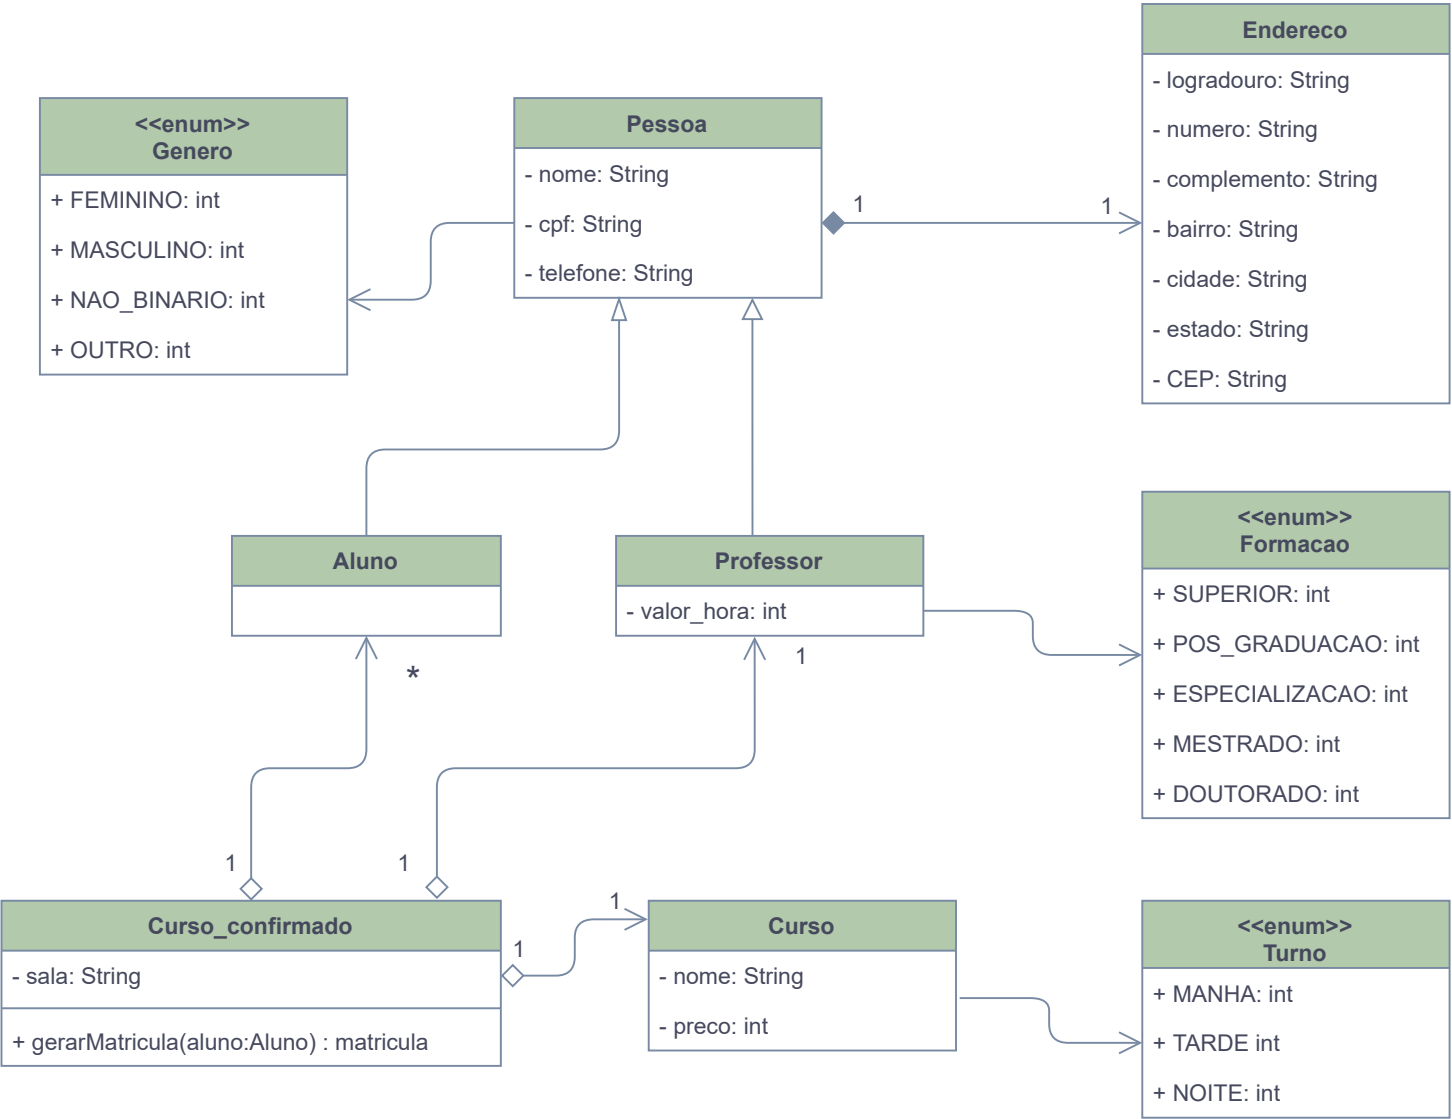 Endereco
- logradouro: String
- numero: String
- complemento: String
- bairro: String
- cidade: String
- estado: String
- CEP: String
<<enum>>
Genero
+ FEMININO: int
+ MASCULINO: int
+ NAO_BINARIO: int
+ OUTRO: int
Pessoa
- nome: String
- cpf: String
- telefone: String
1
1
Aluno
*
Professor
- valor_hora: int
1
<<enum>>
Formacao
+ SUPERIOR: int
+ POS_GRADUACAO: int
+ ESPECIALIZACAO: int
+ MESTRADO: int
+ DOUTORADO: int
1
1
Curso_confirmado
- sala: String
+ gerarMatricula(aluno:Aluno) : matricula
1
1
Curso
- nome: String
- preco: int
<<enum>>
Turno
+ MANHA: int
+ TARDE int
+ NOITE: int